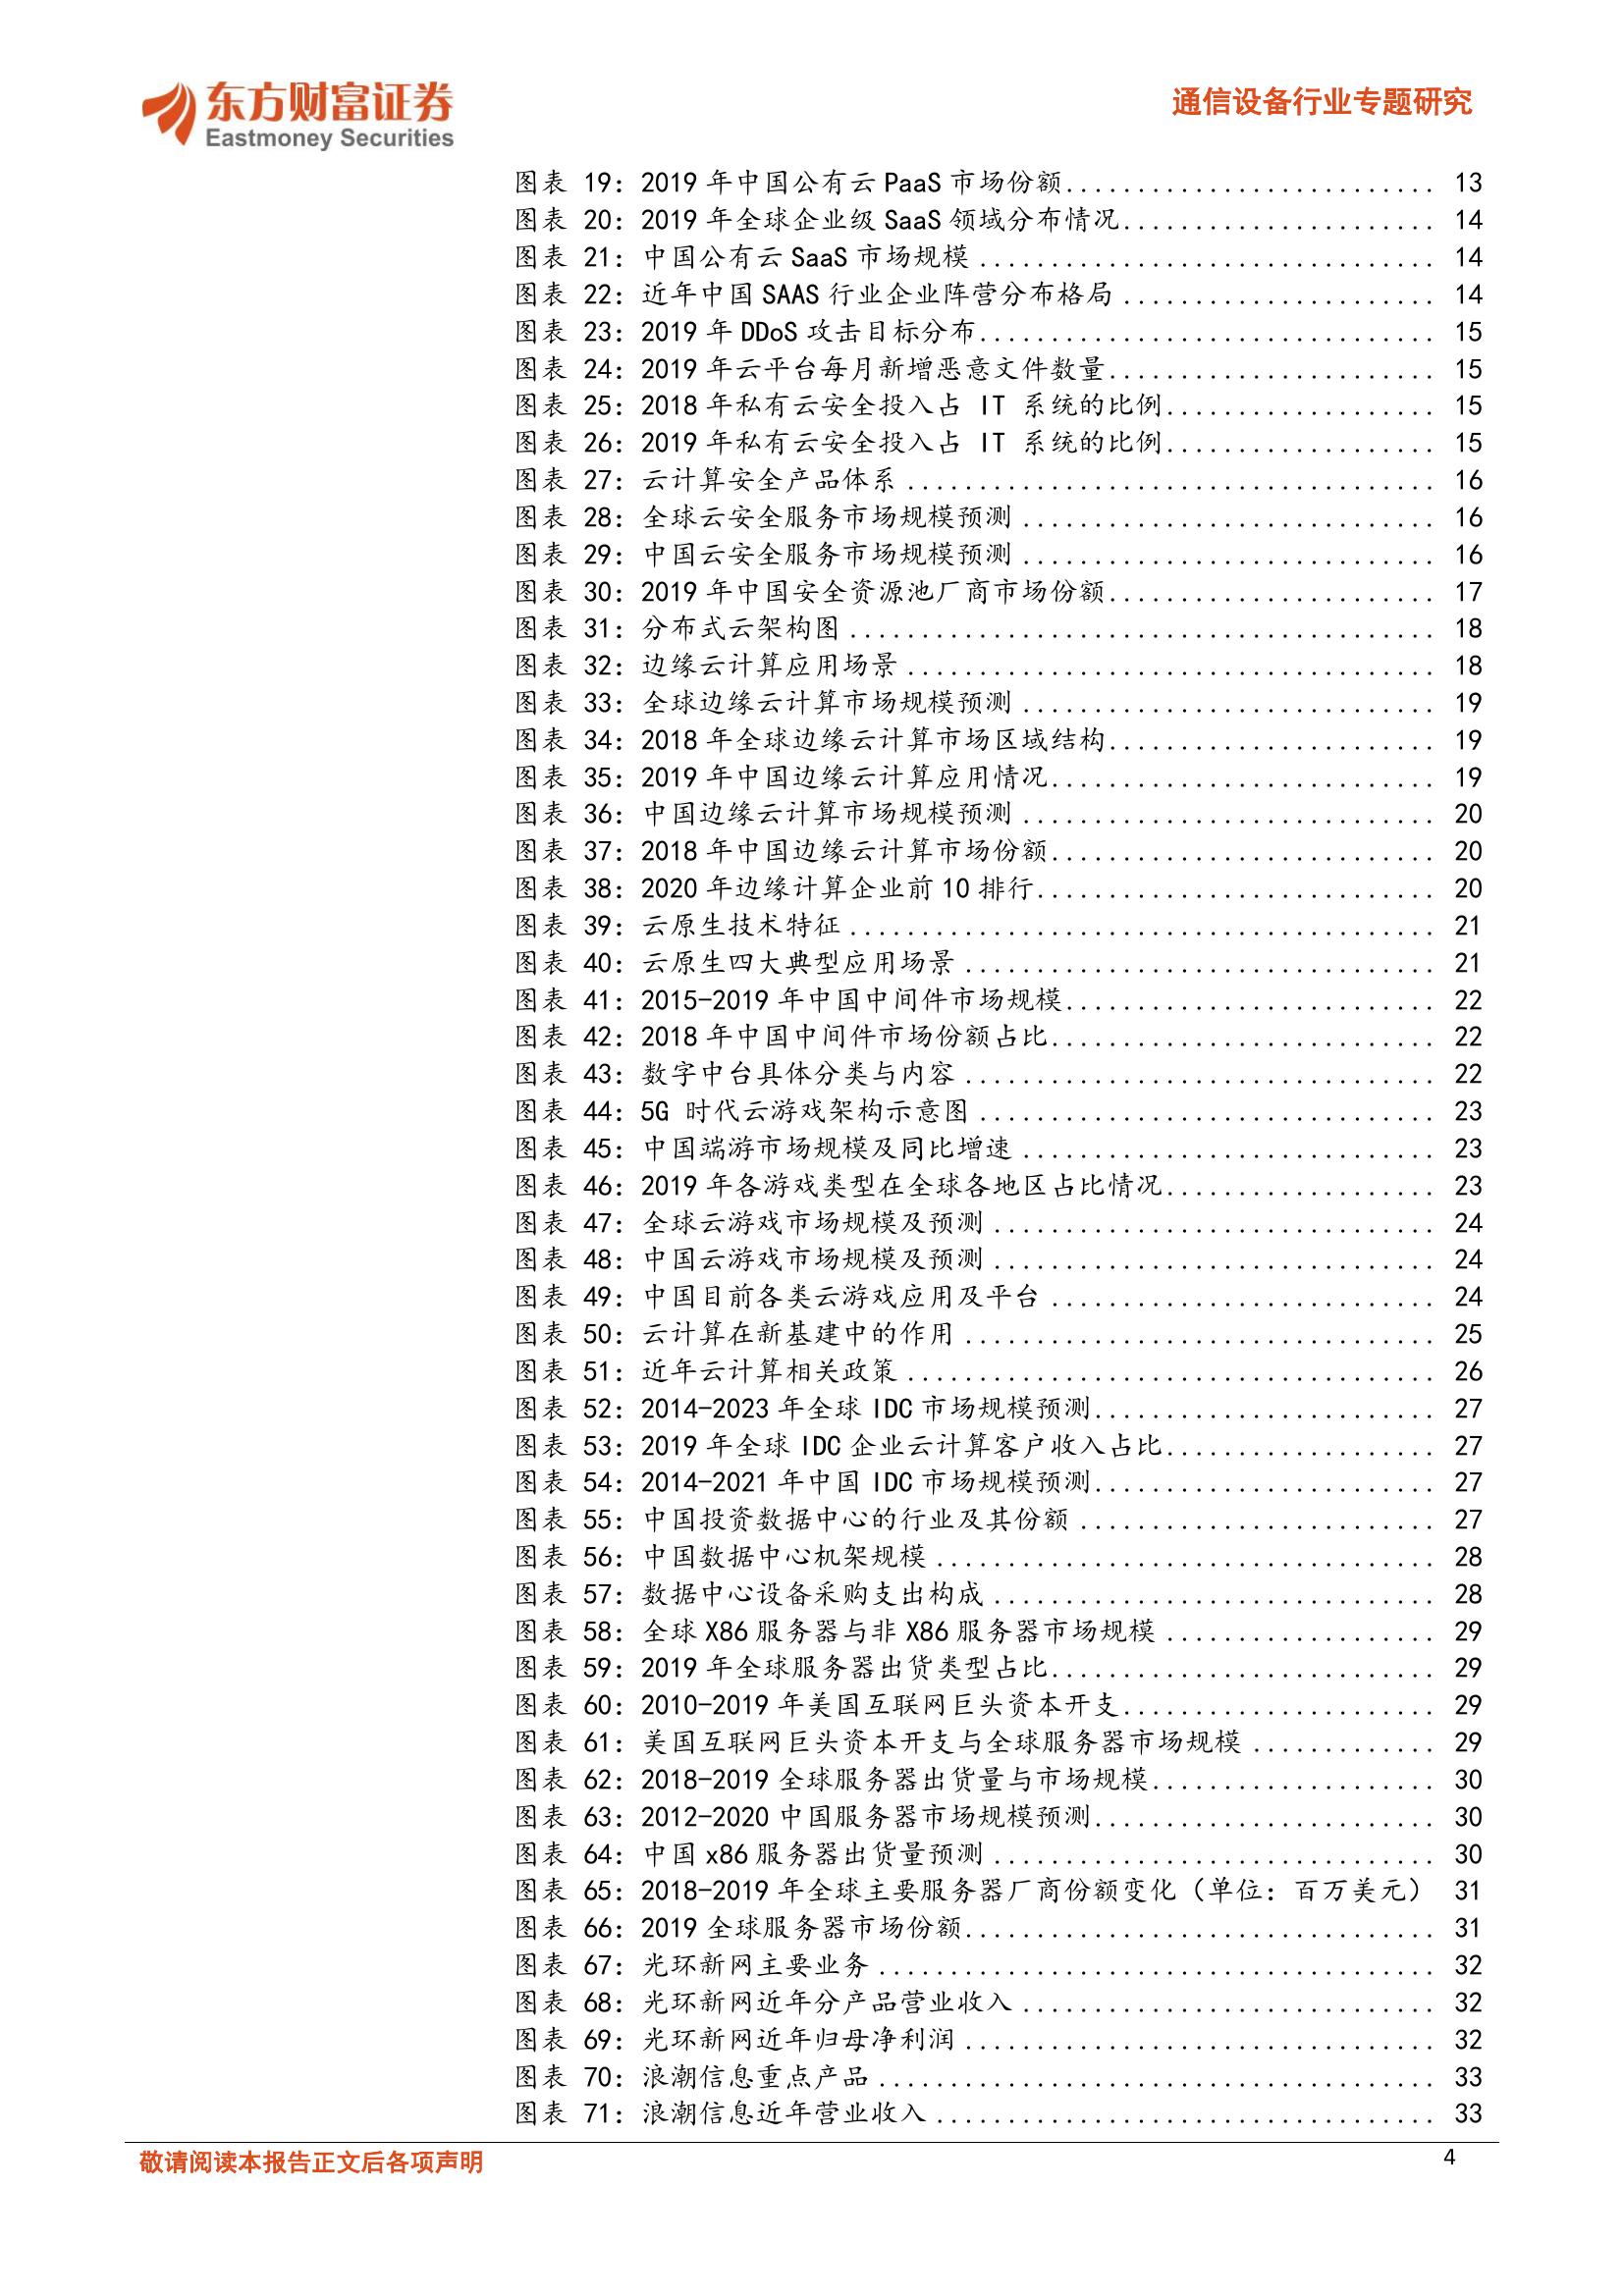 东方财富证券
Eastmoney Securities
通信设备行业专题研究
图表 19：2019 年中国公有云 PaaS 市场份额.......................... 13
图表 20：2019 年全球企业级 SaaS 领域分布情况...................... 14
图表 21：中国公有云 SaaS 市场规模 ................................ 14
图表 22：近年中国 SAAS 行业企业阵营分布格局 ...................... 14
图表 23：2019 年 DDoS 攻击目标分布................................ 15
图表 24：2019 年云平台每月新增恶意文件数量....................... 15
图表 25：2018 年私有云安全投入占 IT 系统的比例................... 15
图表 26：2019 年私有云安全投入占 IT 系统的比例................... 15
图表 27：云计算安全产品体系 ..................................... 16
图表 28：全球云安全服务市场规模预测 ............................. 16
图表 29：中国云安全服务市场规模预测 ............................. 16
图表 30：2019 年中国安全资源池厂商市场份额....................... 17
图表 31：分布式云架构图 ......................................... 18
图表 32：边缘云计算应用场景 ..................................... 18
图表 33：全球边缘云计算市场规模预测 ............................. 19
图表 34：2018 年全球边缘云计算市场区域结构....................... 19
图表 35：2019 年中国边缘云计算应用情况........................... 19
图表 36：中国边缘云计算市场规模预测 ............................. 20
图表 37：2018 年中国边缘云计算市场份额........................... 20
图表 38：2020 年边缘计算企业前 10 排行............................ 20
图表 39：云原生技术特征 ......................................... 21
图表 40：云原生四大典型应用场景 ................................. 21
图表 41：2015-2019 年中国中间件市场规模.......................... 22
图表 42：2018 年中国中间件市场份额占比........................... 22
图表 43：数字中台具体分类与内容 ................................. 22
图表 44：5G 时代云游戏架构示意图 ................................ 23
图表 45：中国端游市场规模及同比增速 ............................. 23
图表 46：2019 年各游戏类型在全球各地区占比情况................... 23
图表 47：全球云游戏市场规模及预测 ............................... 24
图表 48：中国云游戏市场规模及预测 ............................... 24
图表 49：中国目前各类云游戏应用及平台 ........................... 24
图表 50：云计算在新基建中的作用 ................................. 25
图表 51：近年云计算相关政策 ..................................... 26
图表 52：2014-2023 年全球 IDC 市场规模预测........................ 27
图表 53：2019 年全球 IDC 企业云计算客户收入占比................... 27
图表 54：2014-2021 年中国 IDC 市场规模预测........................ 27
图表 55：中国投资数据中心的行业及其份额 ......................... 27
图表 56：中国数据中心机架规模 ................................... 28
图表 57：数据中心设备采购支出构成 ............................... 28
图表 58：全球 X86 服务器与非 X86 服务器市场规模 ................... 29
图表 59：2019 年全球服务器出货类型占比........................... 29
图表 60：2010-2019 年美国互联网巨头资本开支...................... 29
图表 61：美国互联网巨头资本开支与全球服务器市场规模 ............. 29
图表 62：2018-2019 全球服务器出货量与市场规模.................... 30
图表 63：2012-2020 中国服务器市场规模预测........................ 30
图表 64：中国 x86 服务器出货量预测 ............................... 30
图表 65：2018-2019 年全球主要服务器厂商份额变化（单位：百万美元） 31
图表 66：2019 全球服务器市场份额................................. 31
图表 67：光环新网主要业务 ....................................... 32
图表 68：光环新网近年分产品营业收入 ............................. 32
图表 69：光环新网近年归母净利润 ................................. 32
图表 70：浪潮信息重点产品 ....................................... 33
图表 71：浪潮信息近年营业收入 ................................... 33
敬请阅读本报告正文后各项声明
4